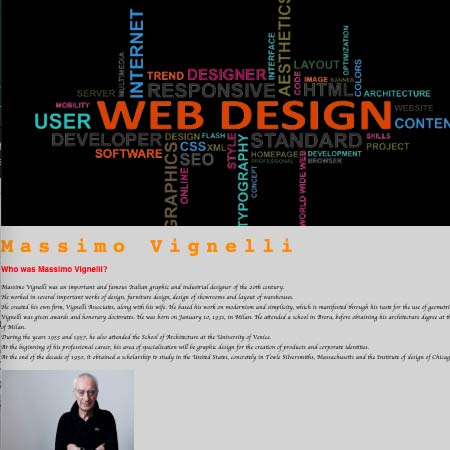 INTERNET
MULTIMEDIA
AESTHETICS
INTERFACE
OPTIMIZATION
LAYOUT
COLORS
CODE
TREND DESIGNER IMAGE BANNER
SERVER RESPONSIVE HTML ARCHITECTURE
MOBILITY WEBSITE
USER WEB DESIGN CONTEN
DEVELOPER DESIGN FLASH STANDARD SKILLS
CSS XML PROJECT
SOFTWARE SEO HOMEPAGE DEVELOPMENT
PROFESSIONAL BROWSER
GRAPHICS
ONLINE
STYLE
TYPOGRAPHY
CONCEPT
WORLD WIDE WEB
Massimo Vignelli
Who was Massimo Vignelli?
Massimo Vignelli was an important and famous Italian graphic and industrial designer of the 20th century.
He worked in several important works of design, furniture design, design of showrooms and layout of warehouses.
He created his own firm, Vignelli Associates, along with his wife. He based his work on modernism and simplicity, which is manifested through his taste for the use of geometri
Vignelli was given awards and honorary doctorates. He was born on January 10, 1931, in Milan. He attended a school in Brera, before obtaining his architecture degree at th
of Milan.
During the years 1953 and 1957, he also attended the School of Architecture at the University of Venice.
At the beginning of his professional career, his area of specialization will be graphic design for the creation of products and corporate identities.
At the end of the decade of 1950, it obtained a scholarship to study in the United States, concretely in Towle Silversmiths, Massachusetts and the Institute of design of Chicag